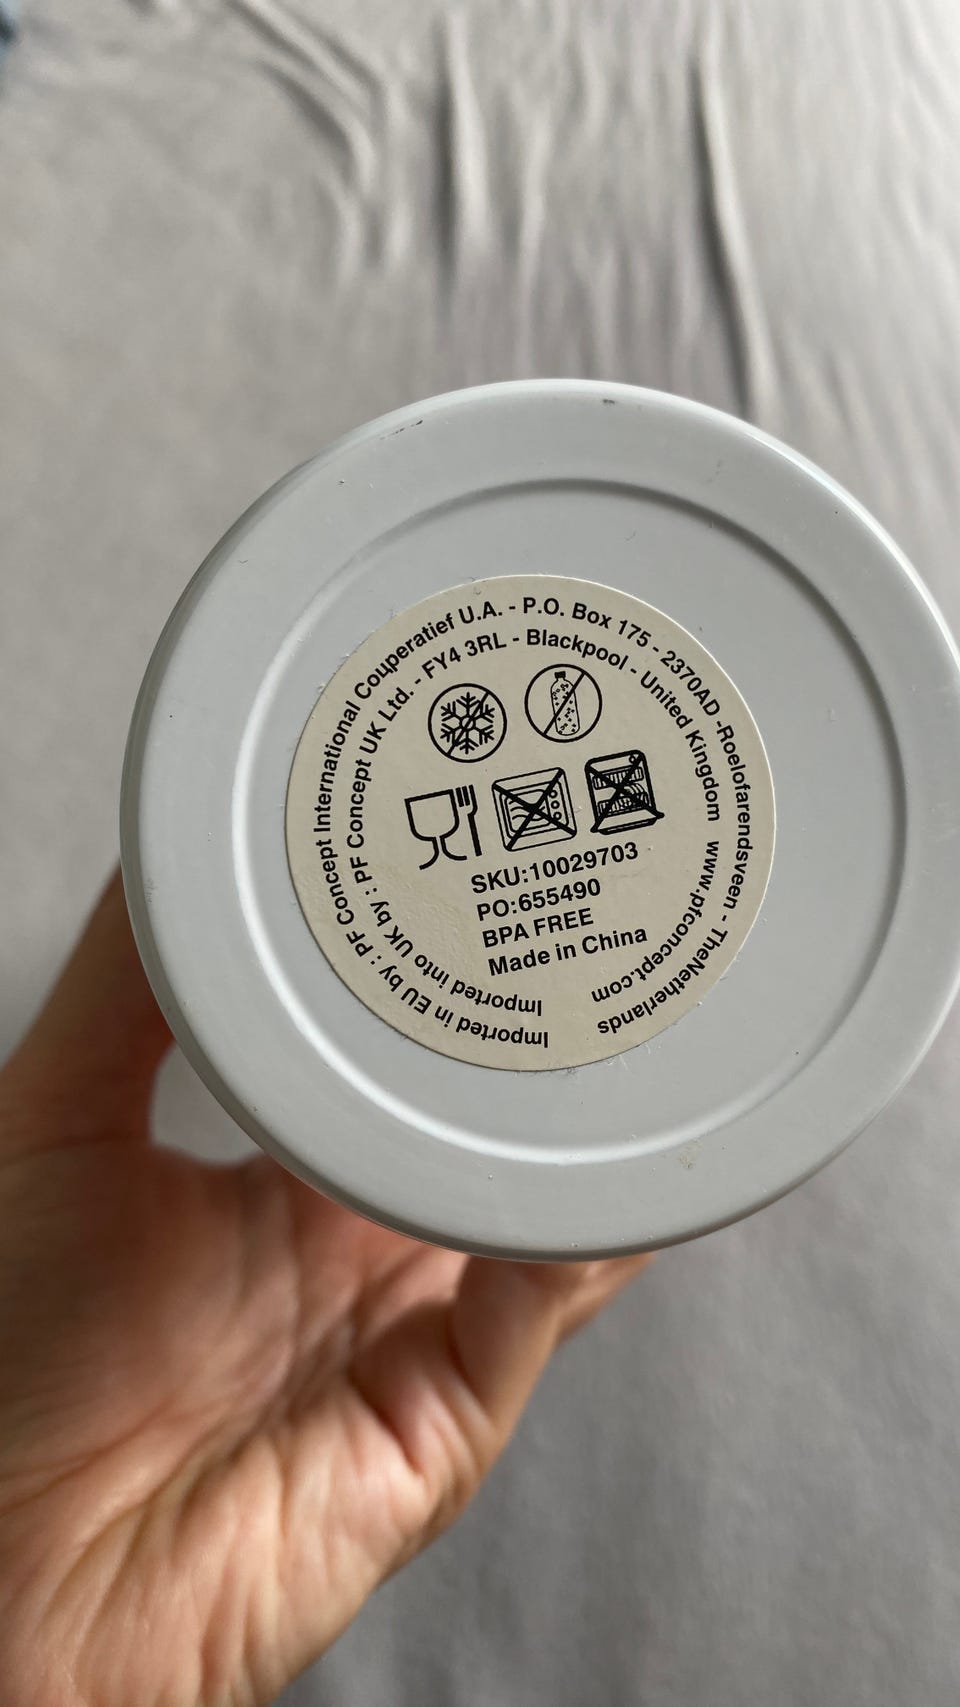 Imported in EU by : PF Concept International Couperatief U.A. - P.O. Box 175 - 2370AD -Roelofarendsveen - TheNetherlands
Imported into UK by : PF Concept UK Ltd. - FY4 3RL - Blackpool - United Kingdom www.pfconcept.com
SKU:10029703
PO:655490
BPA FREE
Made in China